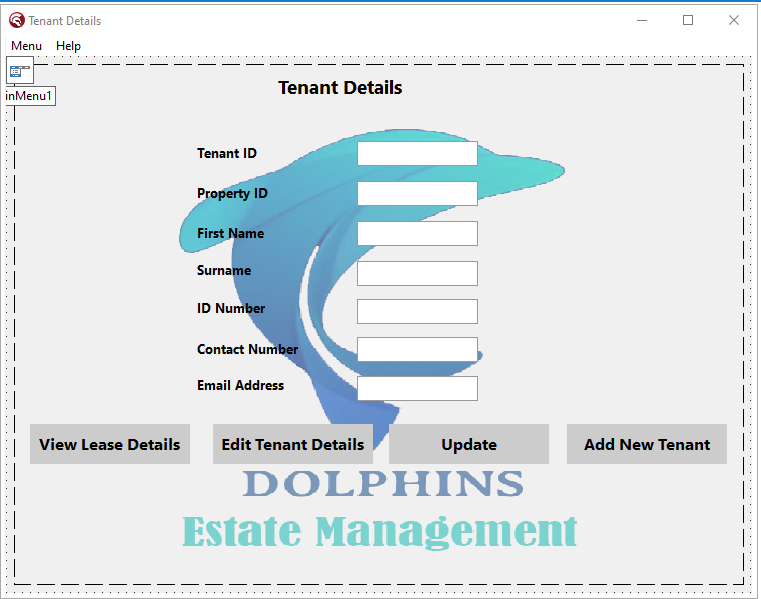 Tenant Details
Menu Help
inMenu1
Tenant Details
Tenant ID
Property ID
First Name
Surname
ID Number
Contact Number
Email Address
View Lease Details Edit Tenant Details Update Add New Tenant
DOLPHINS
Estate Management